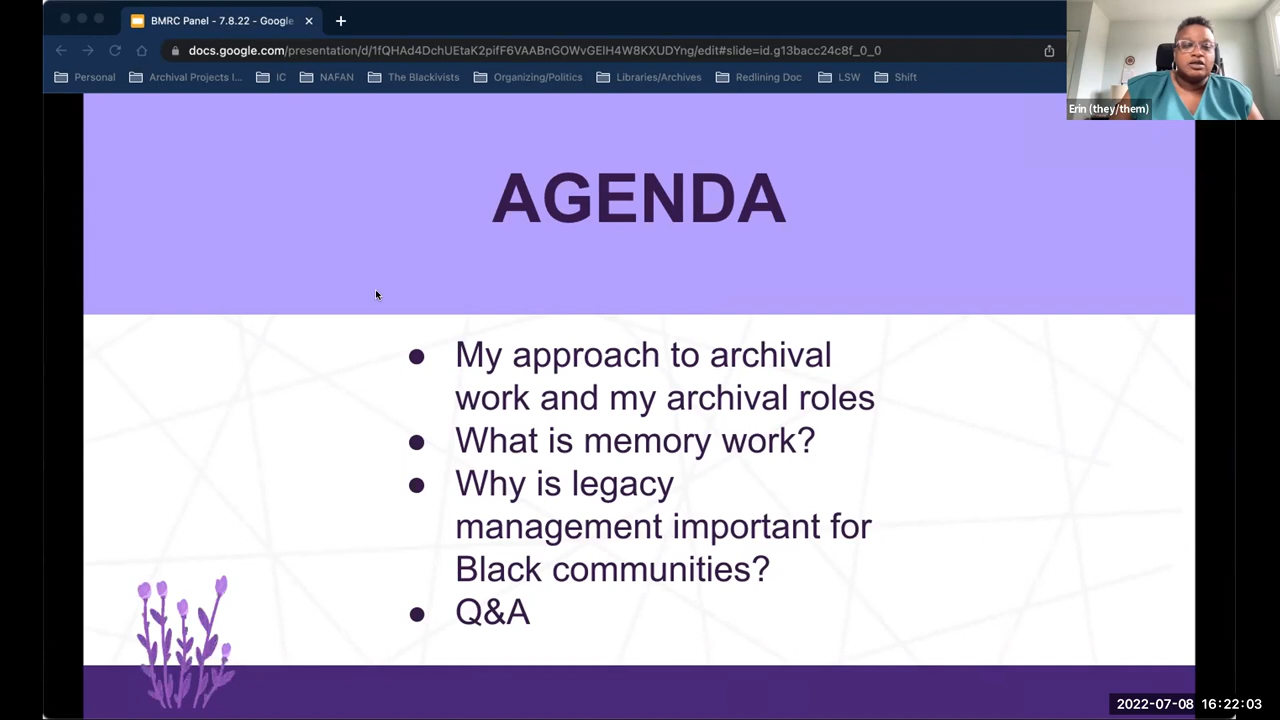 BMRC Panel - 7.8.22 - Google
docs.google.com/presentation/d/1fQHAd4DchUEtaK2pifF6VAABnGOWvGEIH4W8KXUDYng/edit#slide=id.g13bacc24c8f_0_0
Personal Archival Projects I... IC NAFAN The Blackivists Organizing/Politics Libraries/Archives Redlining Doc LSW Shift
Erin (they/them)
AGENDA
● My approach to archival
work and my archival roles
● What is memory work?
● Why is legacy
management important for
Black communities?
● Q&A
2022-07-08 16:22:03